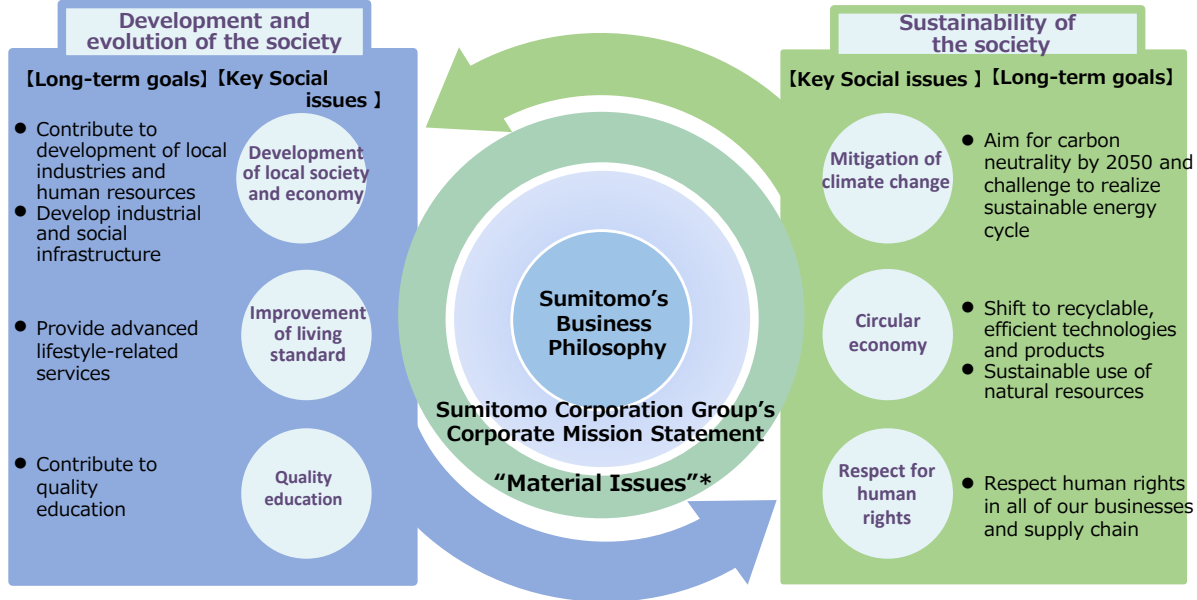 Development and
evolution of the society
【Long-term goals】【Key Social
issues 】
● Contribute to
development of local
industries and
human resources
● Develop industrial
and social
infrastructure
Development
of local society
and economy
● Provide advanced
lifestyle-related
services
Improvement
of living
standard
● Contribute to
quality
education
Quality
education
Sumitomo’s
Business
Philosophy
Sumitomo Corporation Group’s
Corporate Mission Statement
“Material Issues”*
Sustainability of
the society
【Key Social issues 】【Long-term goals】
Mitigation of
climate change
● Aim for carbon
neutrality by 2050 and
challenge to realize
sustainable energy
cycle
Circular
economy
● Shift to recyclable,
efficient technologies
and products
● Sustainable use of
natural resources
Respect for
human
rights
● Respect human rights
in all of our businesses
and supply chain